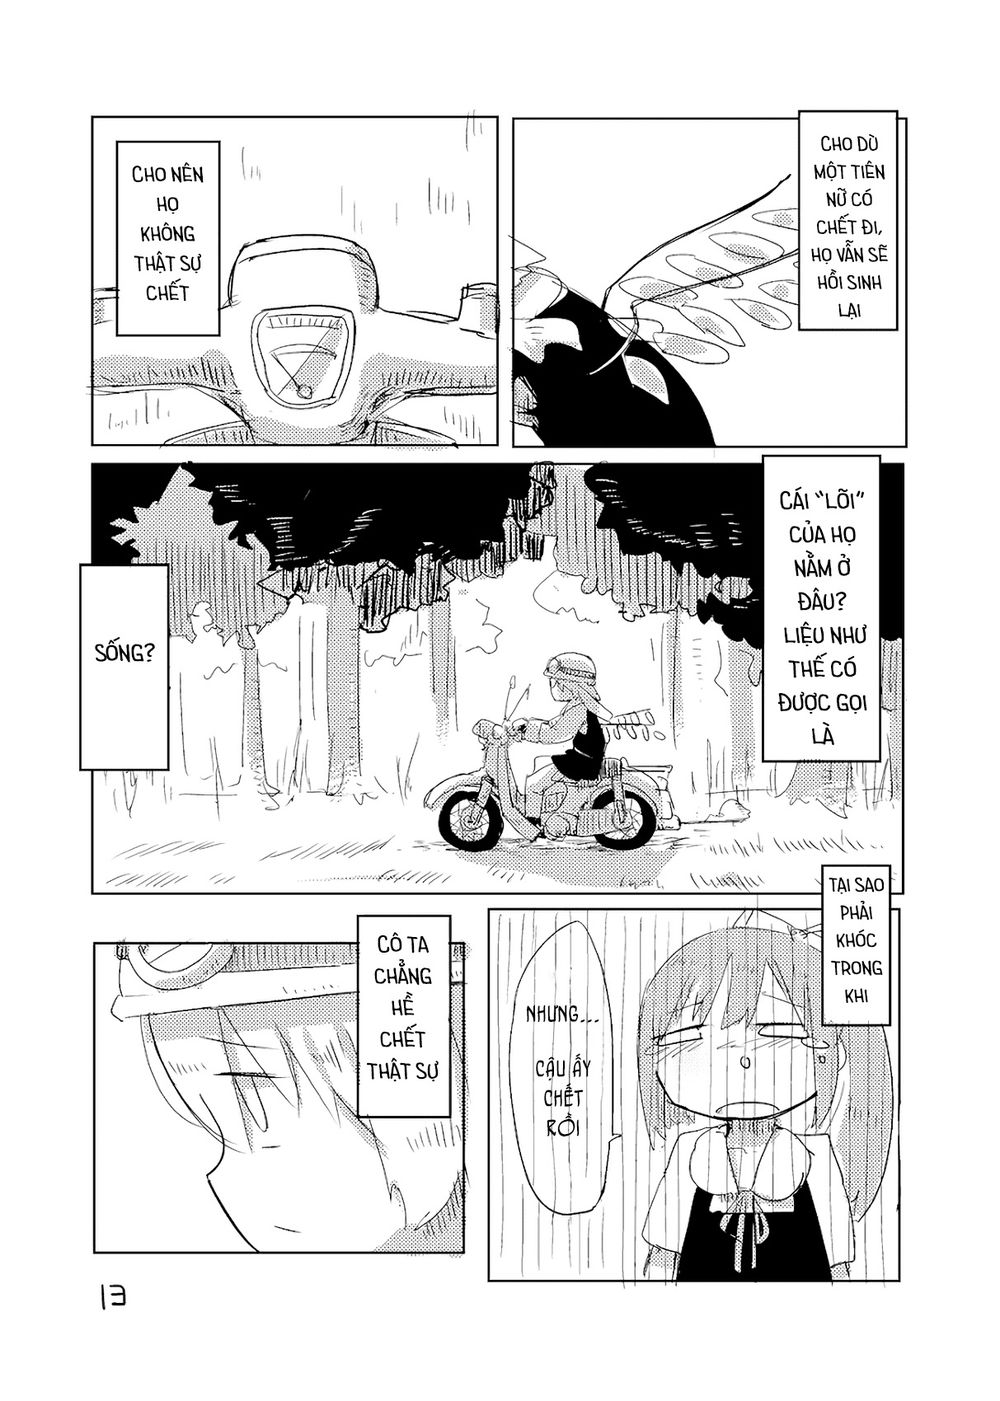 CHO DÙ
MỘT TIÊN
NỮ CÓ
CHẾT ĐI,
HỌ VẪN SẼ
HỒI SINH
LẠI
CHO NÊN
HỌ
KHÔNG
THẬT SỰ
CHẾT
CÁI “LÕI”
CỦA HỌ
NẰM Ở
ĐÂU?
LIỆU NHƯ
THẾ CÓ
ĐƯỢC GỌI
LÀ
SỐNG?
TẠI SAO
PHẢI
KHÓC
TRONG
KHI
NHƯNG...
CẬU ẤY
CHẾT
RỒI
CÔ TA
CHẲNG
HỀ
CHẾT
THẬT SỰ
13